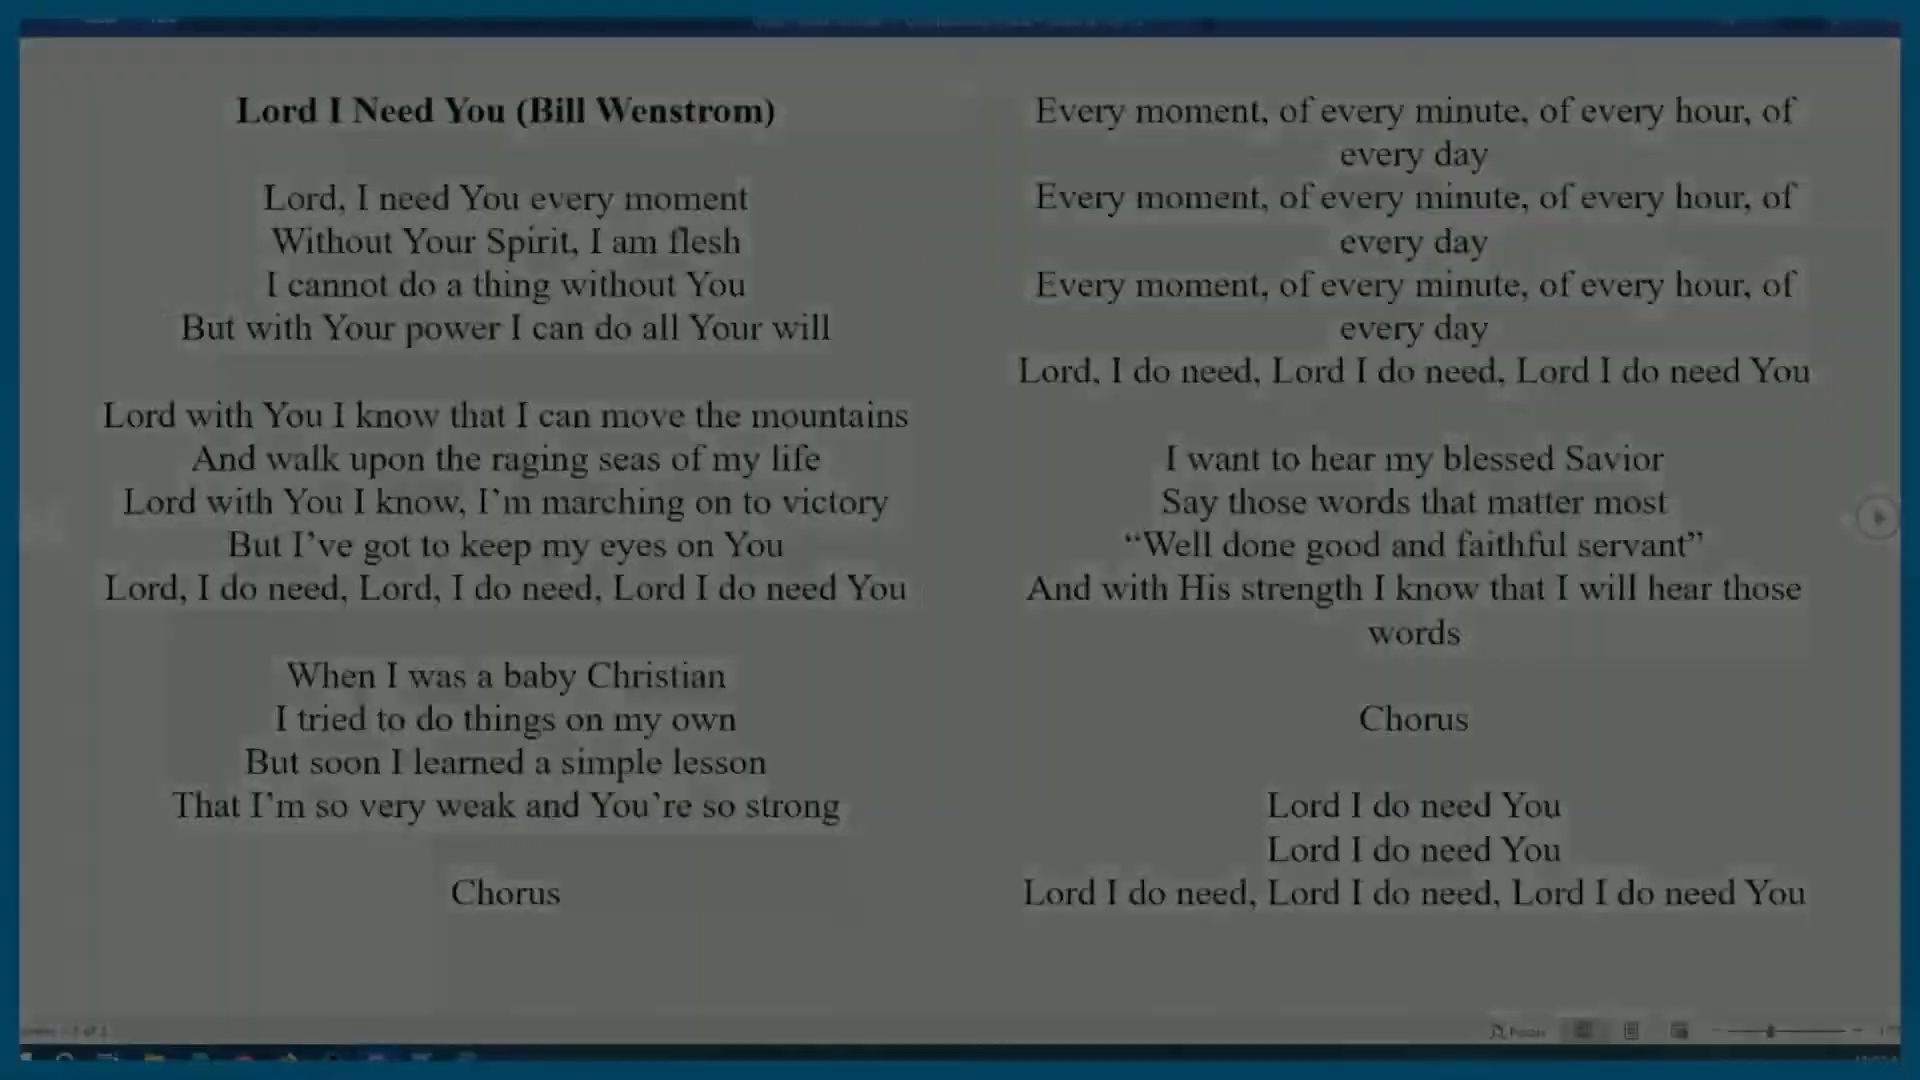 Lord I Need You (Bill Wenstrom)
Lord, I need You every moment
Without Your Spirit, I am flesh
I cannot do a thing without You
But with Your power I can do all Your will
Lord with You I know that I can move the mountains
And walk upon the raging seas of my life
Lord with You I know, I’m marching on to victory
But I’ve got to keep my eyes on You
Lord, I do need, Lord, I do need, Lord I do need You
When I was a baby Christian
I tried to do things on my own
But soon I learned a simple lesson
That I’m so very weak and You’re so strong
Chorus
Every moment, of every minute, of every hour, of
every day
Every moment, of every minute, of every hour, of
every day
Every moment, of every minute, of every hour, of
every day
Lord, I do need, Lord I do need, Lord I do need You
I want to hear my blessed Savior
Say those words that matter most
“Well done good and faithful servant”
And with His strength I know that I will hear those
words
Chorus
Lord I do need You
Lord I do need You
Lord I do need, Lord I do need, Lord I do need You
Focus